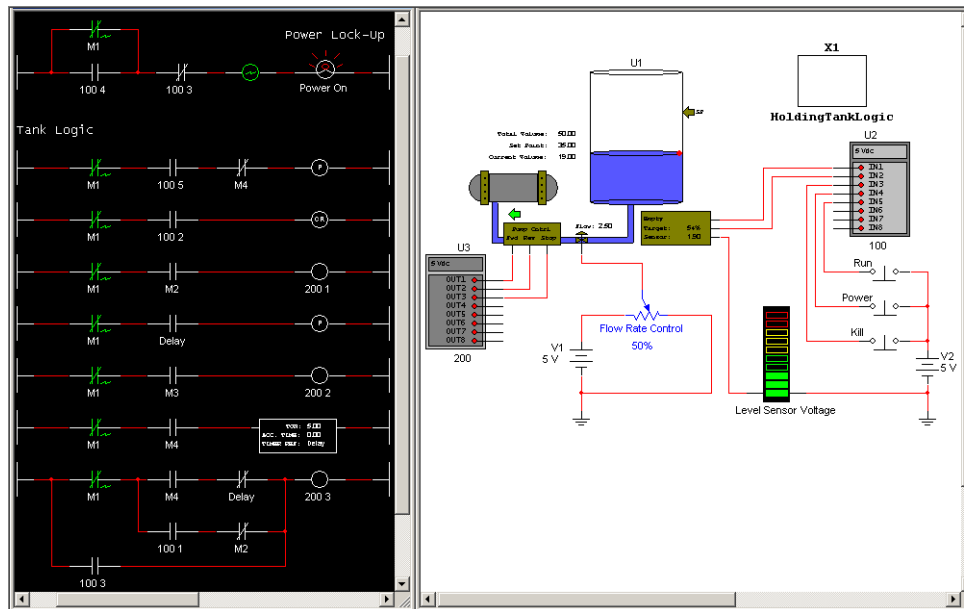 Power Lock-Up
M1
100 4
100 3
Power On
Tank Logic
M1
100 5
M4
P
M1
100 2
CR
M1
M2
200 1
M1
Delay
P
M1
M3
200 2
M1
M4
TON: 5.00
ACC. TIME: 0.00
TIMER REF: Delay
M1
M4
Delay
200 3
100 1
M2
100 3
U1
X1
SP
HoldingTankLogic
Total Volume: 50.00
Set Point: 35.00
Current Volume: 19.00
U2
5 Vdc
IN1
IN2
IN3
IN4
IN5
IN6
IN7
IN8
100
Flow: 2.50
Pump Cntrl
Fwd Rev Stop
Empty
Target: 54%
Sensor: 1.90
U3
5 Vdc
OUT1
OUT2
OUT3
OUT4
OUT5
OUT6
OUT7
OUT8
200
Run
Power
Kill
Flow Rate Control
50%
V1
5 V
V2
5 V
Level Sensor Voltage